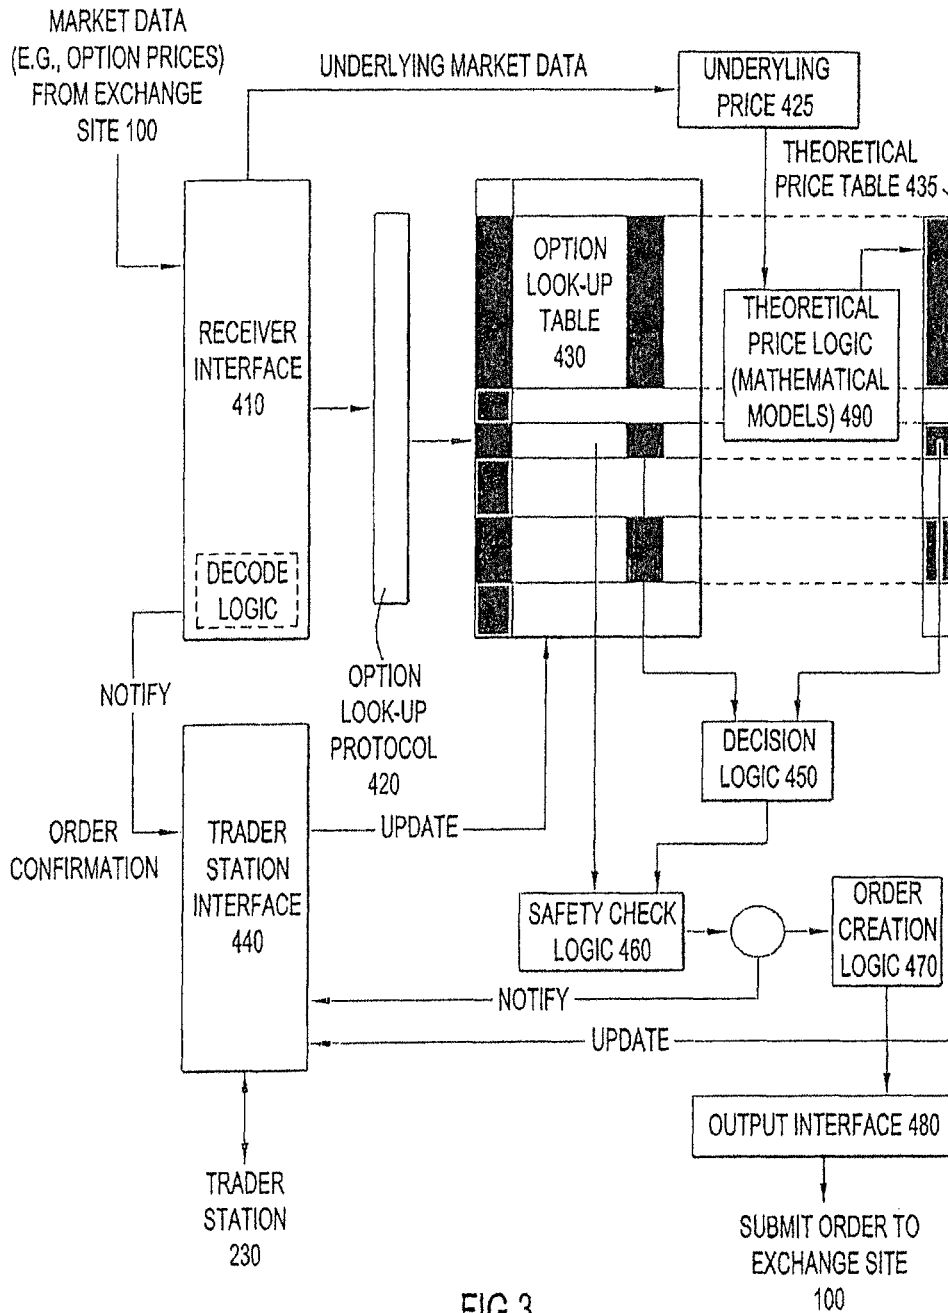 MARKET DATA
(E.G., OPTION PRICES)
FROM EXCHANGE
SITE 100
UNDERLYING MARKET DATA
UNDERYLING
PRICE 425
THEORETICAL
PRICE TABLE 435
RECEIVER
INTERFACE
410
DECODE
LOGIC
OPTION
LOOK-UP
TABLE
430
THEORETICAL
PRICE LOGIC
(MATHEMATICAL
MODELS) 490
NOTIFY
OPTION
LOOK-UP
PROTOCOL
420
DECISION
LOGIC 450
ORDER
CONFIRMATION
TRADER
STATION
INTERFACE
440
UPDATE
SAFETY CHECK
LOGIC 460
ORDER
CREATION
LOGIC 470
NOTIFY
UPDATE
OUTPUT INTERFACE 480
TRADER
STATION
230
SUBMIT ORDER TO
EXCHANGE SITE
100
FIG.3